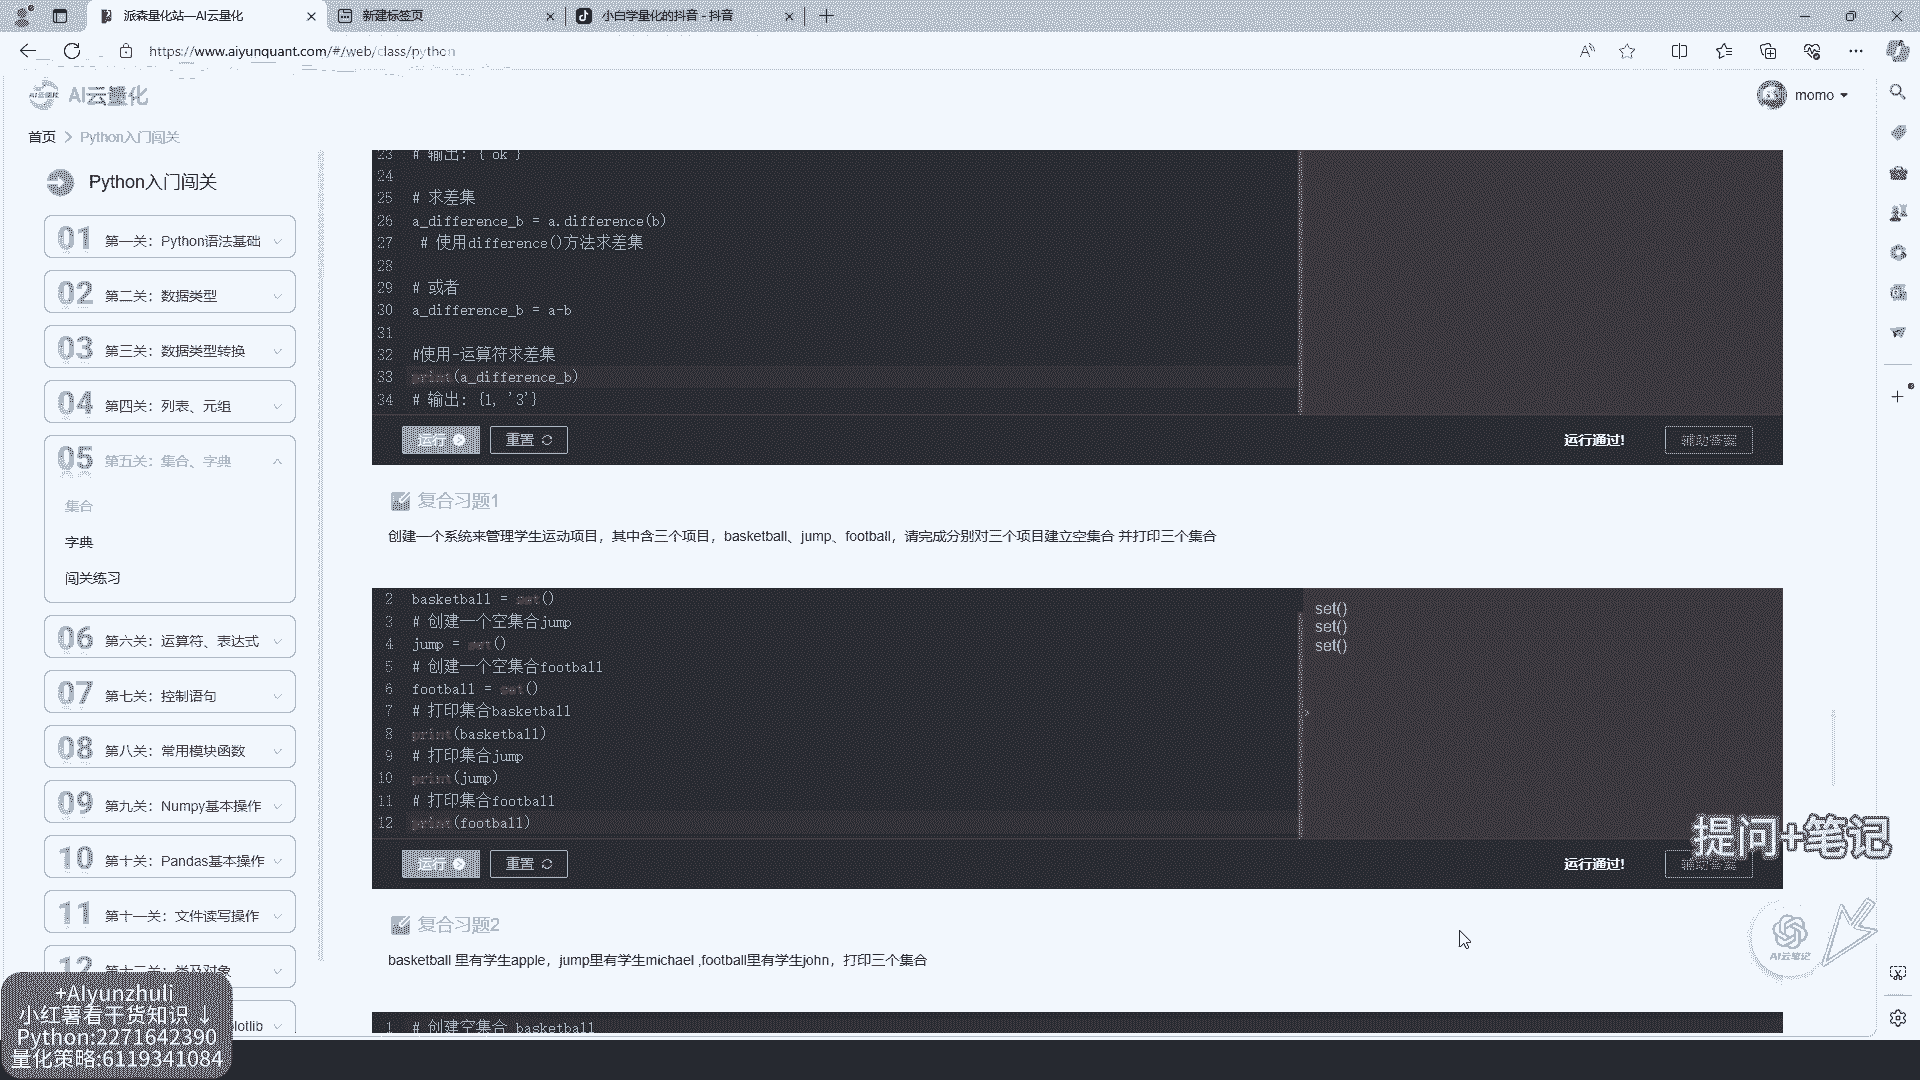 派森量化站—AI云量化
新建标签页
小白学量化的抖音 - 抖音
https://www.aiyunquant.com/#/web/class/python
AI云量化
momo
首页 > Python入门闯关
Python入门闯关
01 第一关：Python语法基础
02 第二关：数据类型
03 第三关：数据类型转换
04 第四关：列表、元组
05 第五关：集合、字典
集合
字典
闯关练习
06 第六关：运算符、表达式
07 第七关：控制语句
08 第八关：常用模块函数
09 第九关：Numpy基本操作
10 第十关：Pandas基本操作
11 第十一关：文件读写操作
12 第十二关：类及对象
plotlib
23 # 输出：{'ok'}
24
25 # 求差集
26 a_difference_b = a.difference(b)
27 # 使用difference()方法求差集
28
29 # 或者
30 a_difference_b = a-b
31
32 #使用-运算符求差集
33 print(a_difference_b)
34 # 输出：{1, '3'}
运行
重置
运行通过!
辅助答案
复合习题1
创建一个系统来管理学生运动项目，其中含三个项目，basketball、jump、football，请完成分别对三个项目建立空集合 并打印三个集合
2 basketball = set()
3 # 创建一个空集合jump
4 jump = set()
5 # 创建一个空集合football
6 football = set()
7 # 打印集合basketball
8 print(basketball)
9 # 打印集合jump
10 print(jump)
11 # 打印集合football
12 print(football)
set()
set()
set()
运行
重置
运行通过!
辅助答案
提问+笔记
AI云笔记
复合习题2
basketball 里有学生apple，jump里有学生michael ,football里有学生john，打印三个集合
1 # 创建空集合 basketball
+AIyunzhuli
小红薯看干货知识 ↓
Python:2271642390
量化策略:6119341084